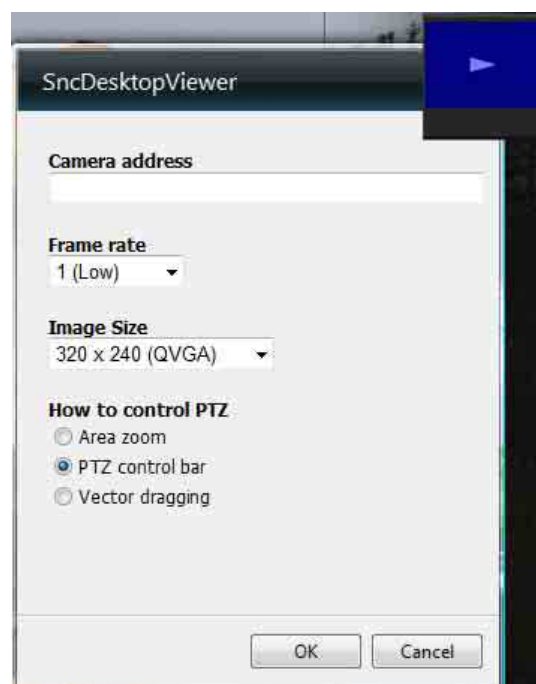 SncDesktopViewer
Camera address
Frame rate
1 (Low)
Image Size
320 x 240 (QVGA)
How to control PTZ
Area zoom
PTZ control bar
Vector dragging
OK Cancel